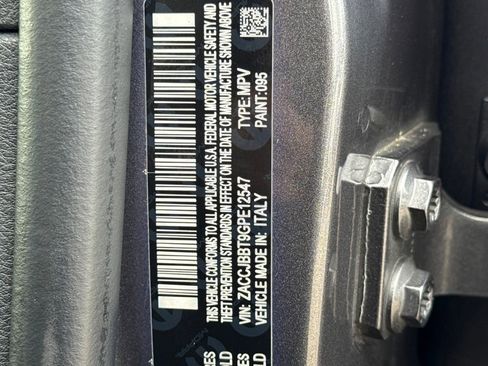 THIS VEHICLE CONFORMS TO ALL APPLICABLE U.S.A. FEDERAL MOTOR VEHICLE SAFETY AND
THEFT PREVENTION STANDARDS IN EFFECT ON THE DATE OF MANUFACTURE SHOWN ABOVE
VIN: ZACCJBBT9GPE12547 TYPE: MPV
VEHICLE MADE IN: ITALY PAINT: 095